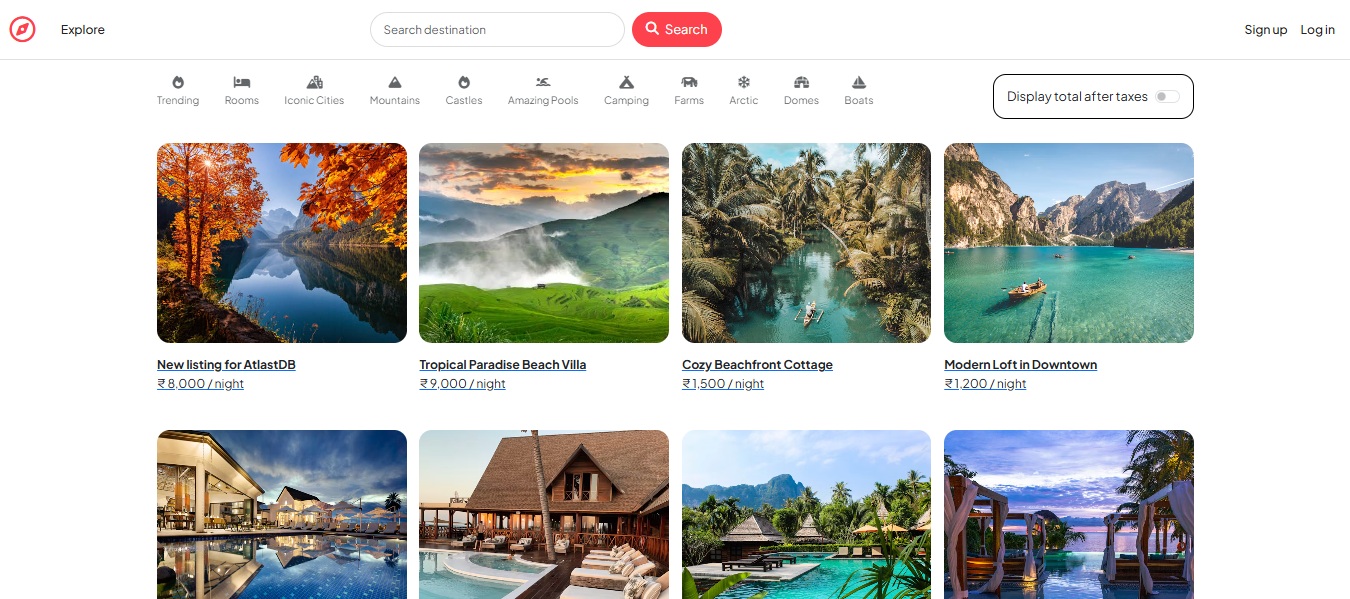 Explore
Search destination
Search
Sign up
Log in
Trending
Rooms
Iconic Cities
Mountains
Castles
Amazing Pools
Camping
Farms
Arctic
Domes
Boats
Display total after taxes
New listing for AtlastDB
₹ 8,000 / night
Tropical Paradise Beach Villa
₹ 9,000 / night
Cozy Beachfront Cottage
₹ 1,500 / night
Modern Loft in Downtown
₹ 1,200 / night